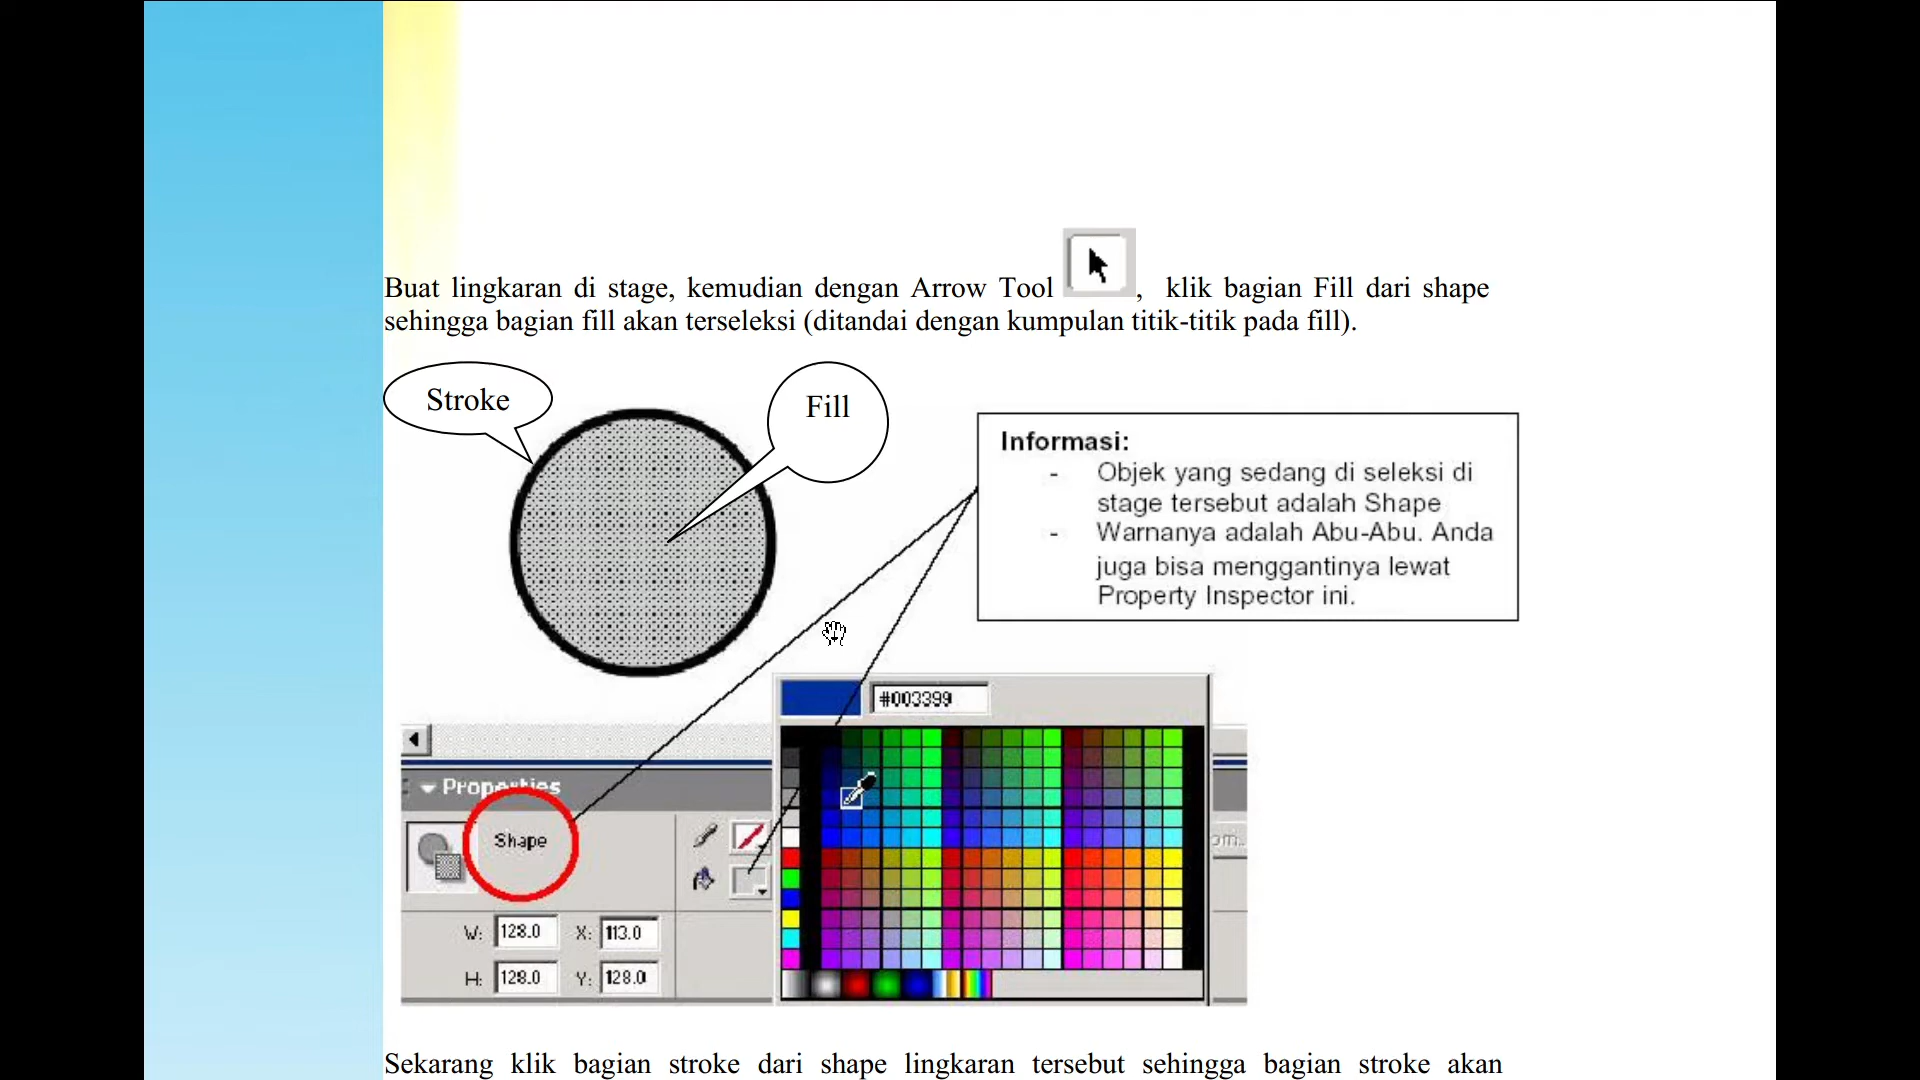 Buat lingkaran di stage, kemudian dengan Arrow Tool , klik bagian Fill dari shape
sehingga bagian fill akan terseleksi (ditandai dengan kumpulan titik-titik pada fill).
Stroke
Fill
Informasi:
- Objek yang sedang di seleksi di
stage tersebut adalah Shape
- Warnanya adalah Abu-Abu. Anda
juga bisa menggantinya lewat
Property Inspector ini.
#003399
Properties
Shape
om..
W: 128.0 X: 113.0
H: 128.0 Y: 128.0
Sekarang klik bagian stroke dari shape lingkaran tersebut sehingga bagian stroke akan